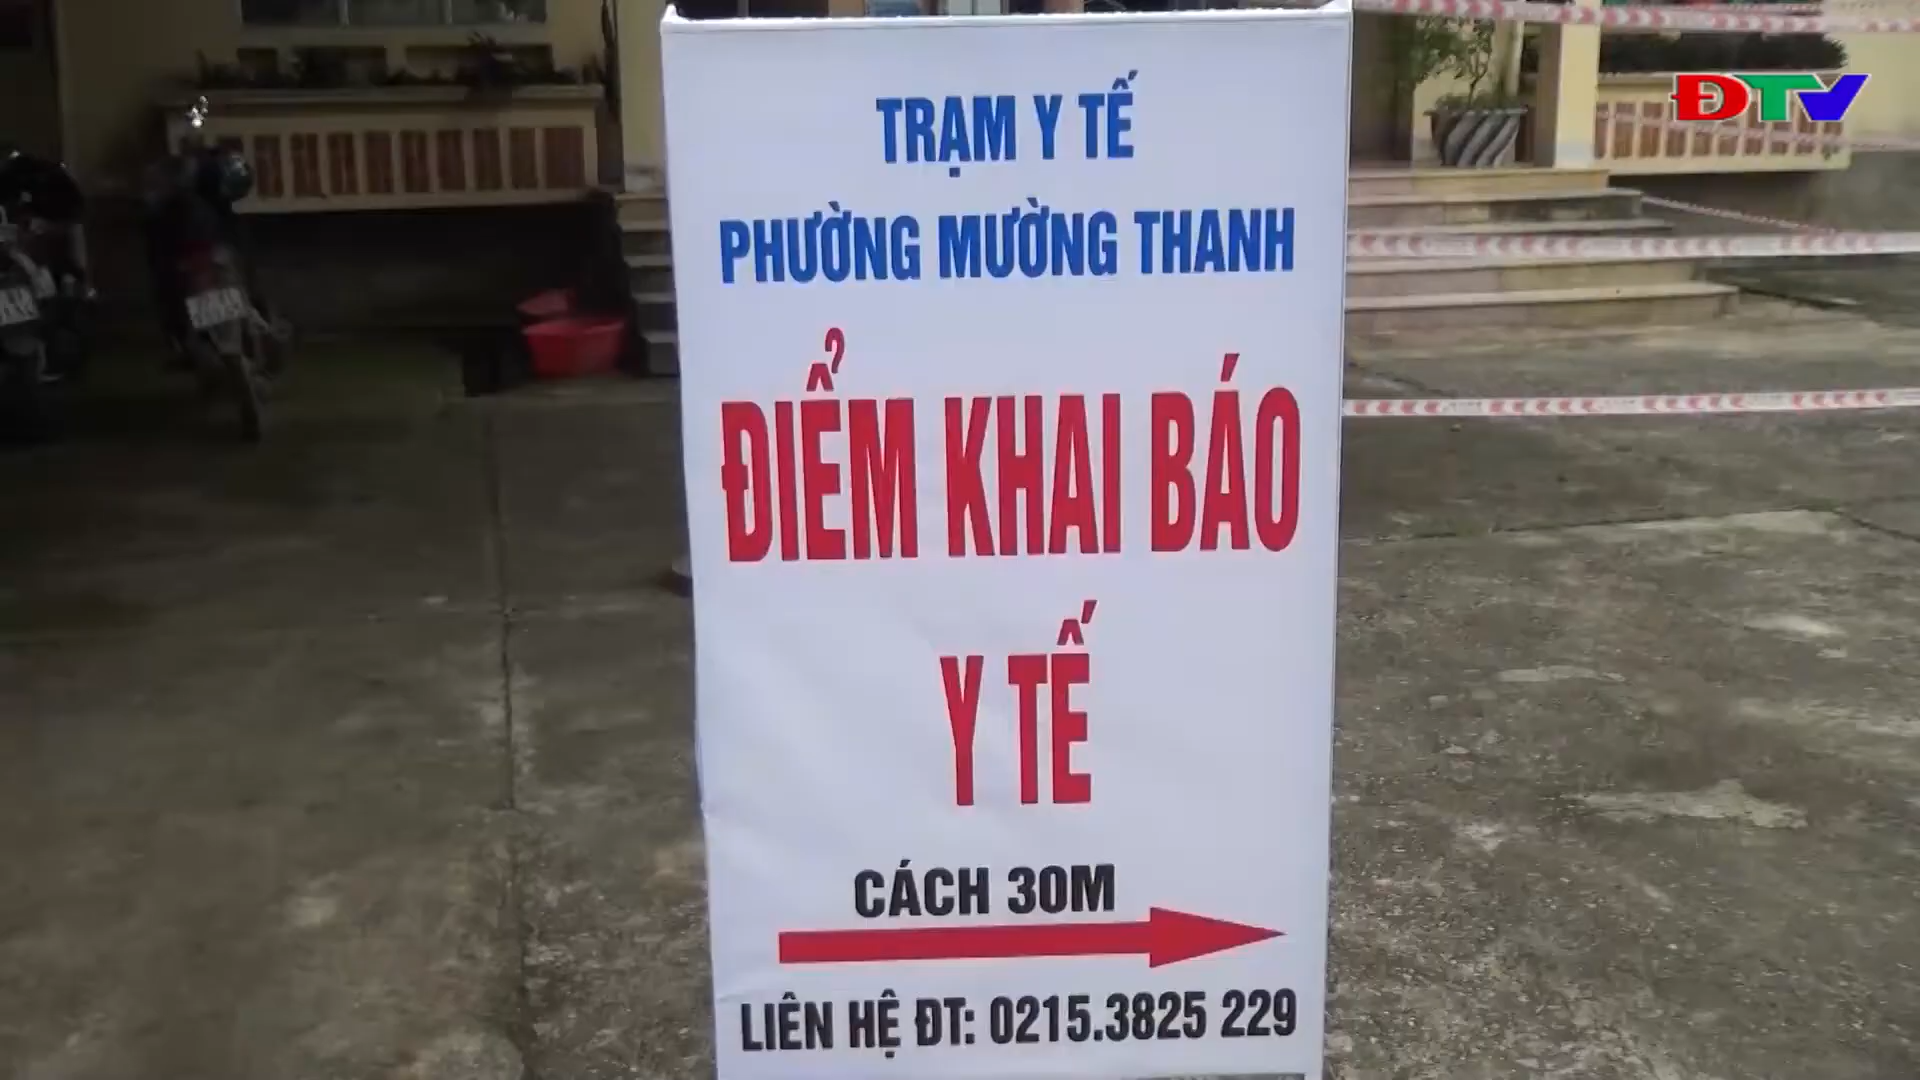 ĐTV
TRẠM Y TẾ
PHƯỜNG MƯỜNG THANH
ĐIỂM KHAI BÁO
Y TẾ
CÁCH 30M
LIÊN HỆ ĐT: 0215.3825 229